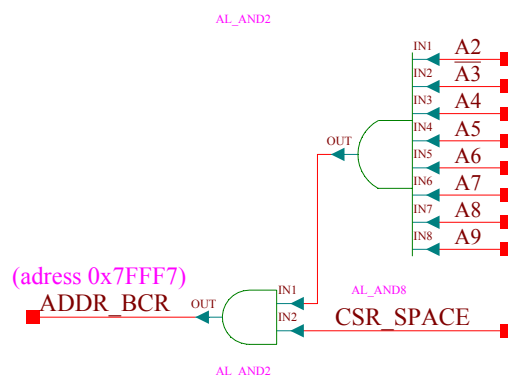 AL_AND2
IN1 A2
IN2 A3
IN3 A4
OUT IN4 A5
IN5 A6
IN6 A7
IN7 A8
IN8 A9
(adress 0x7FFF7)
ADDR_BCR OUT IN1 AL_AND8
IN2 CSR_SPACE
AL_AND2